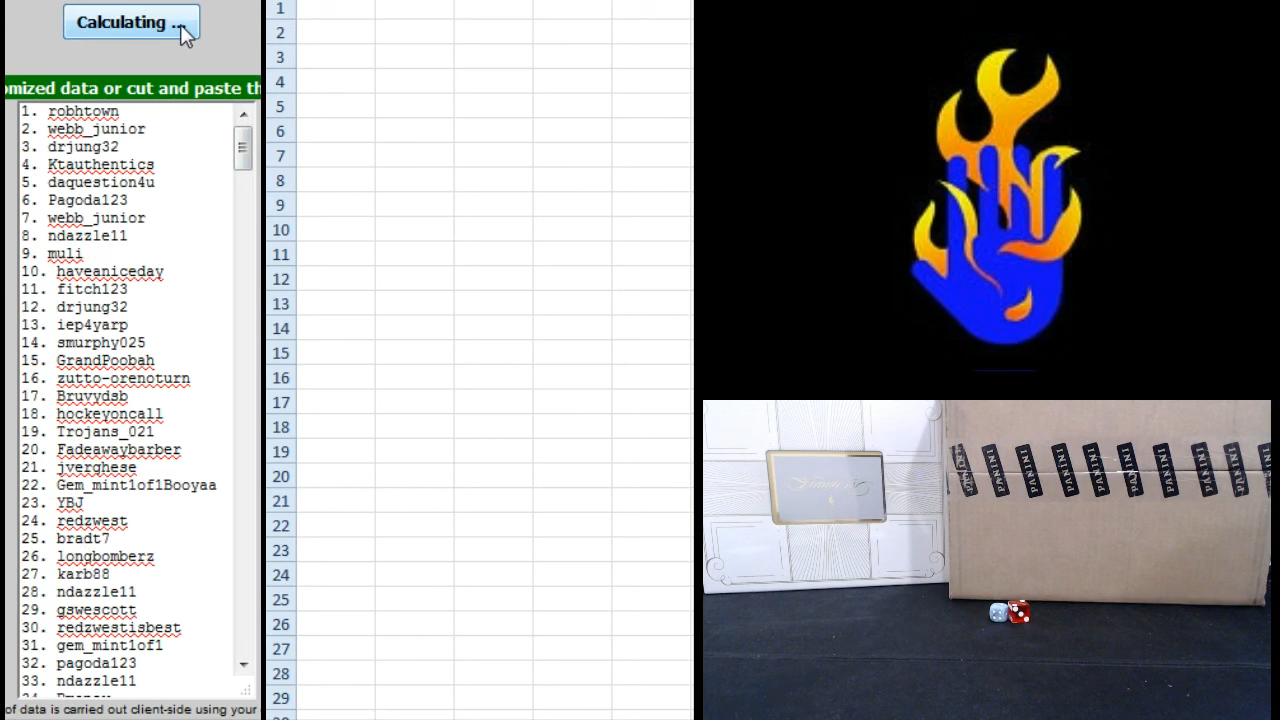 Calculating ...
omized data or cut and paste th
1. robhtown
2. webb_junior
3. drjung32
4. Ktauthentics
5. daquestion4u
6. Pagoda123
7. webb_junior
8. ndazzle11
9. muli
10. haveaniceday
11. fitch123
12. drjung32
13. iep4yarp
14. smurphy025
15. GrandPoobah
16. zutto-orenoturn
17. Bruvydsb
18. hockeyoncall
19. Trojans_021
20. Fadeawaybarber
21. jverghese
22. Gem_mint1of1Booyaa
23. YBJ
24. redzwest
25. bradt7
26. longbomberz
27. karb88
28. ndazzle11
29. gswescott
30. redzwestisbest
31. gem_mint1of1
32. pagoda123
33. ndazzle11
of data is carried out client-side using your
1
2
3
4
5
6
7
8
9
10
11
12
13
14
15
16
17
18
19
20
21
22
23
24
25
26
27
28
29
PANINI PANINI PANINI PANINI PANINI PANINI PANINI PANINI PANINI